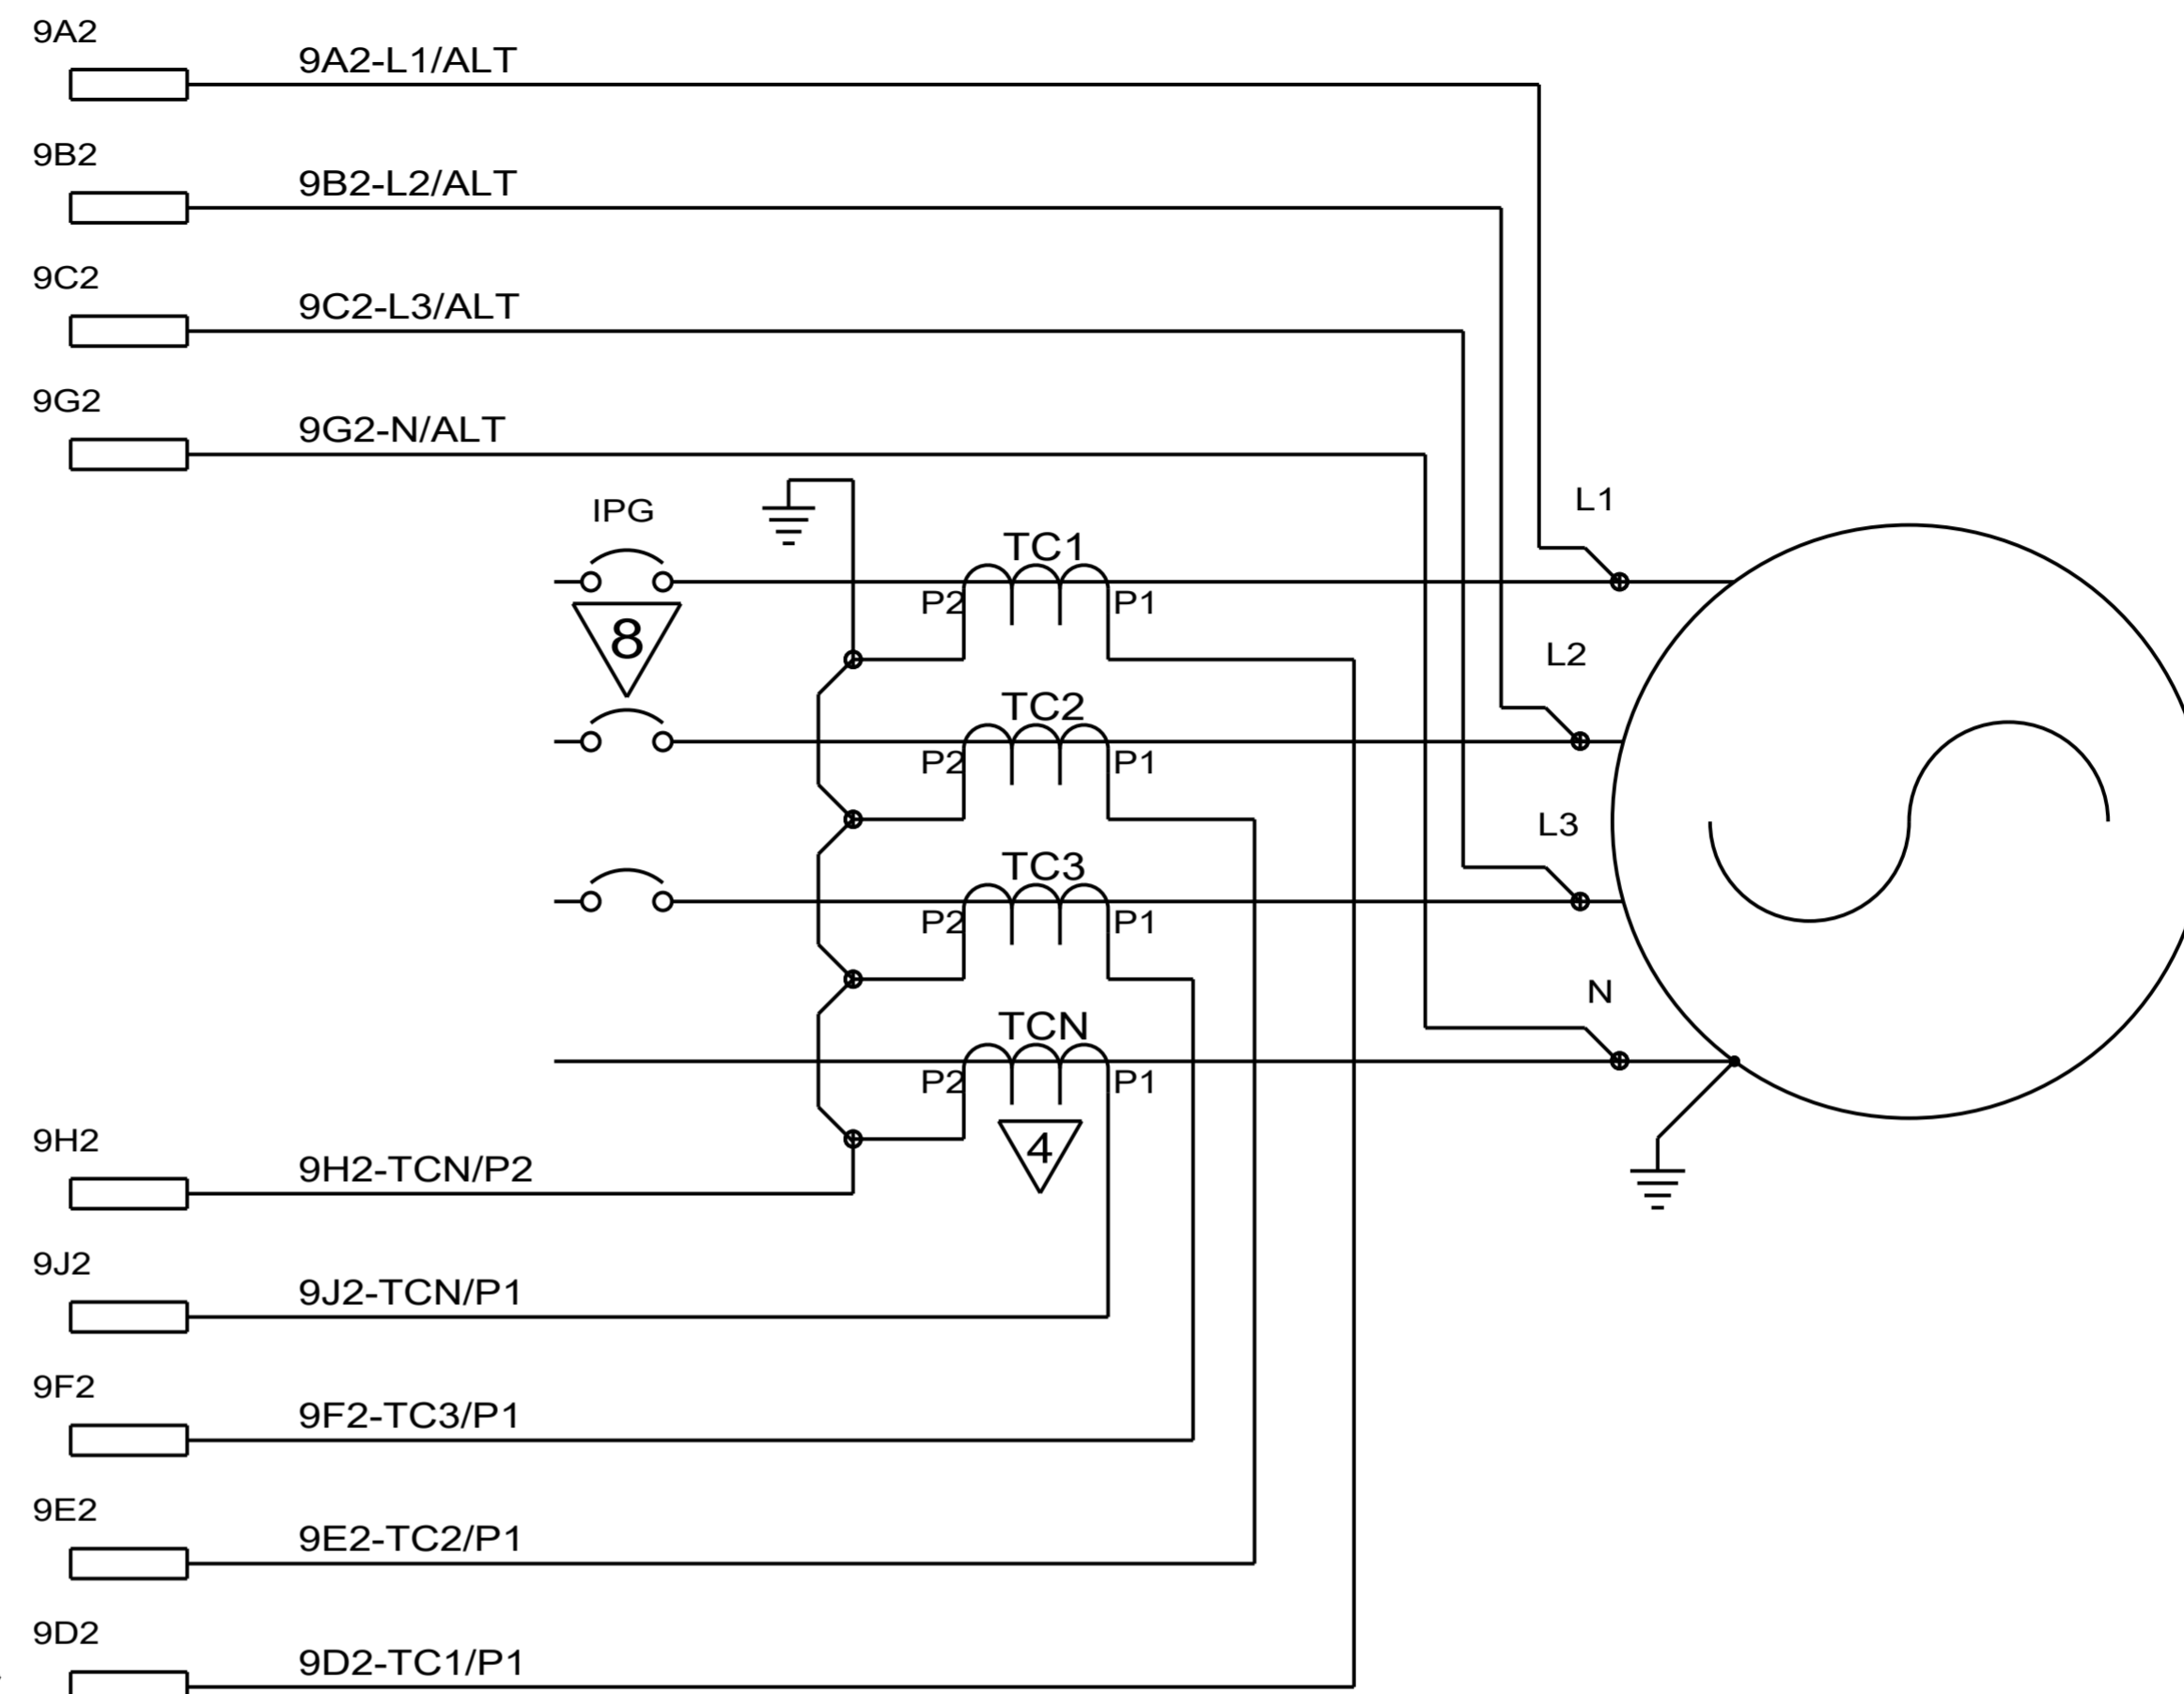 9A2
9A2-L1/ALT
9B2
9B2-L2/ALT
9C2
9C2-L3/ALT
9G2
9G2-N/ALT
L1
IPG
TC1
P2 P1
8
L2
TC2
P2 P1
L3
TC3
P2 P1
N
TCN
P2 P1
4
9H2
9H2-TCN/P2
9J2
9J2-TCN/P1
9F2
9F2-TC3/P1
9E2
9E2-TC2/P1
9D2
9D2-TC1/P1